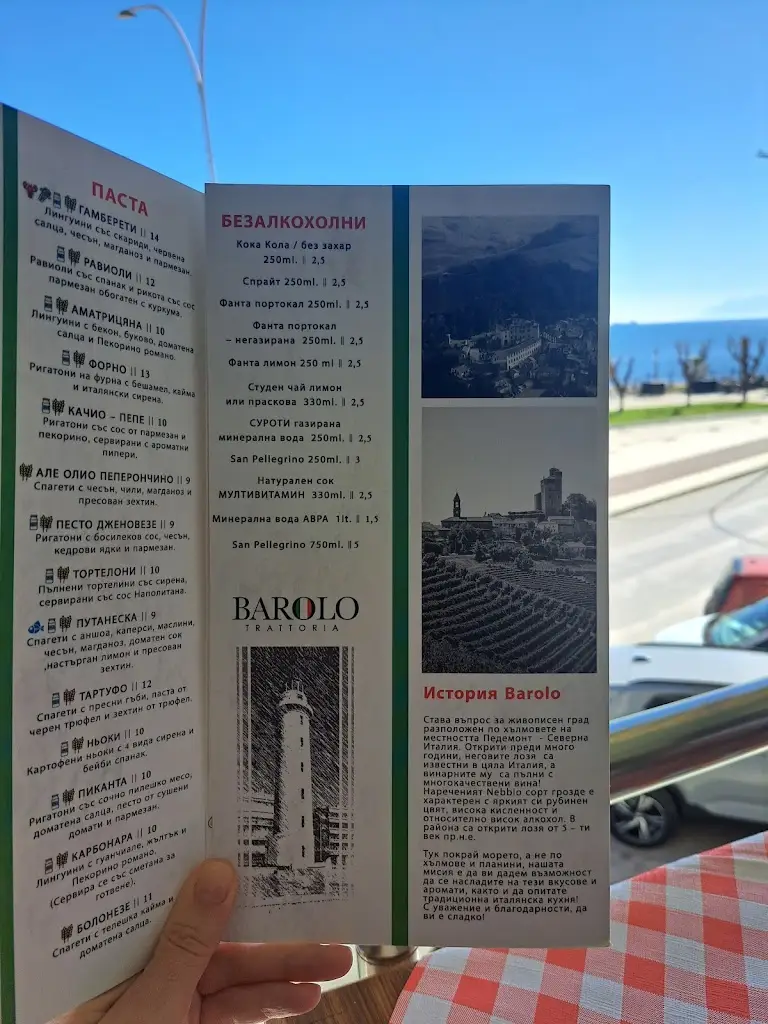 ПАСТА
ГАМБЕРЕТИ || 14
Лингуини със скариди, червена
салца, чесън, магданоз и пармезан.
РАВИОЛИ || 12
Равиоли със спанак и рикота със сос
пармезан обогатен с куркума.
АМАТРИЦЯНА || 10
Лингуини с бекон, буково, доматена
салца и Пекорино романо.
ФОРНО || 13
Ригатони на фурна с бешамел, кайма
и италянски сирена.
КАЧИО – ПЕПЕ || 10
Ригатони със сос от пармезан и
пекорино, сервирани с ароматни
пипери.
АЛЕ ОЛИО ПЕПЕРОНЧИНО || 9
Спагети с чесън, чили, магданоз и
пресован зехтин.
ПЕСТО ДЖЕНОВЕЗЕ || 9
Ригатони с босилеков сос, чесън,
кедрови ядки и пармезан.
ТОРТЕЛОНИ || 10
Пълнени тортелини със сирена,
сервирани със сос Наполитана.
ПУТАНЕСКА || 9
Спагети с аншоа, каперси, маслини,
чесън, магданоз, доматен сок
,настърган лимон и пресован
зехтин.
ТАРТУФО || 12
Спагети с пресни гъби, паста от
черен трюфел и зехтин от трюфел.
НЬОКИ || 10
Картофени ньоки с 4 вида сирена и
бейби спанак.
ПИКАНТА || 10
Ригатони със сочно пилешко месо,
доматена салца, песто от сушени
домати и пармезан.
КАРБОНАРА || 10
Лингуини с гуанчиале, жълтък и
Пекорино романо.
(Сервира се със сметана за
готвене).
БОЛОНЕЗЕ || 11
Спагети с телешка кайма и
доматена салца.
БЕЗАЛКОХОЛНИ
Кока Кола / без захар
250ml. || 2,5
Спрайт 250ml. || 2,5
Фанта портокал 250ml. || 2,5
Фанта портокал
– негазирана 250ml. || 2,5
Фанта лимон 250 ml || 2,5
Студен чай лимон
или праскова 330ml. || 2,5
СУРОТИ газирана
минерална вода 250ml. || 2,5
San Pellegrino 250ml. || 3
Натурален сок
МУЛТИВИТАМИН 330ml. || 2,5
Минерална вода АВРА 1lt. || 1,5
San Pellegrino 750ml. ||5
BAROLO
TRATTORIA
История Barolo
Става въпрос за живописен град
разположен по хълмовете на
местността Педемонт - Северна
Италия. Открити преди много
години, неговите лозя са
известни в цяла Италия, а
винарните му са пълни с
многокачествени вина!
Нареченият Nebbio сорт грозде е
характерен с яркият си рубинен
цвят, висока киселенност и
относително висок алкохол. В
района са открити лозя от 5 – ти
век пр.н.е.
Тук покрай морето, а не по
хълмове и планини, нашата
мисия е да ви дадем възможност
да се насладите на тези вкусове и
аромати, както и да опитате
традиционна италянска кухня!
С уважение и благодарности, да
ви е сладко!